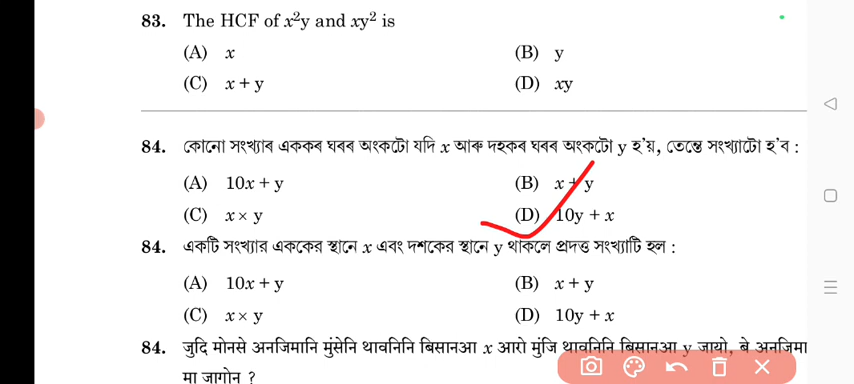 83. The HCF of x²y and xy² is
(A) x (B) y
(C) x + y (D) xy
84. কোনো সংখ্যাৰ এককৰ ঘৰৰ অংকটো যদি x আৰু দহকৰ ঘৰৰ অংকটো y হ'য়, তেন্তে সংখ্যাটো হ'ব :
(A) 10x + y (B) x + y
(C) x × y (D) 10y + x
84. একটি সংখ্যার এককের স্থানে x এবং দশকের স্থানে y থাকলে প্রদত্ত সংখ্যাটি হল :
(A) 10x + y (B) x + y
(C) x × y (D) 10y + x
84. जुदि मोनसे अनजिमानि मुंसेनि थावनिनि बिसानआ x आरो मुंजि थावनिनि बिसानआ y जायो, बे अनजिमा
मा जागोन ?